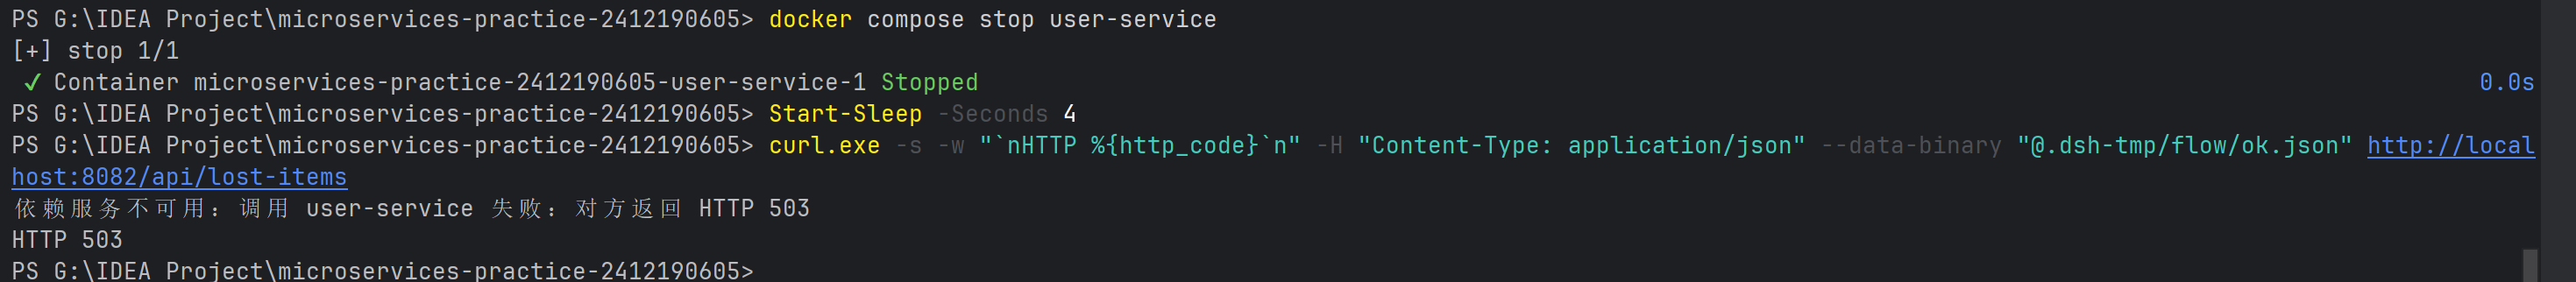 PS G:\IDEA Project\microservices-practice-2412190605> docker compose stop user-service
[+] stop 1/1
✓ Container microservices-practice-2412190605-user-service-1 Stopped 0.0s
PS G:\IDEA Project\microservices-practice-2412190605> Start-Sleep -Seconds 4
PS G:\IDEA Project\microservices-practice-2412190605> curl.exe -s -w "`nHTTP %{http_code}`n" -H "Content-Type: application/json" --data-binary "@.dsh-tmp/flow/ok.json" http://local
host:8082/api/lost-items
依赖服务不可用：调用 user-service 失败：对方返回 HTTP 503
HTTP 503
PS G:\IDEA Project\microservices-practice-2412190605>